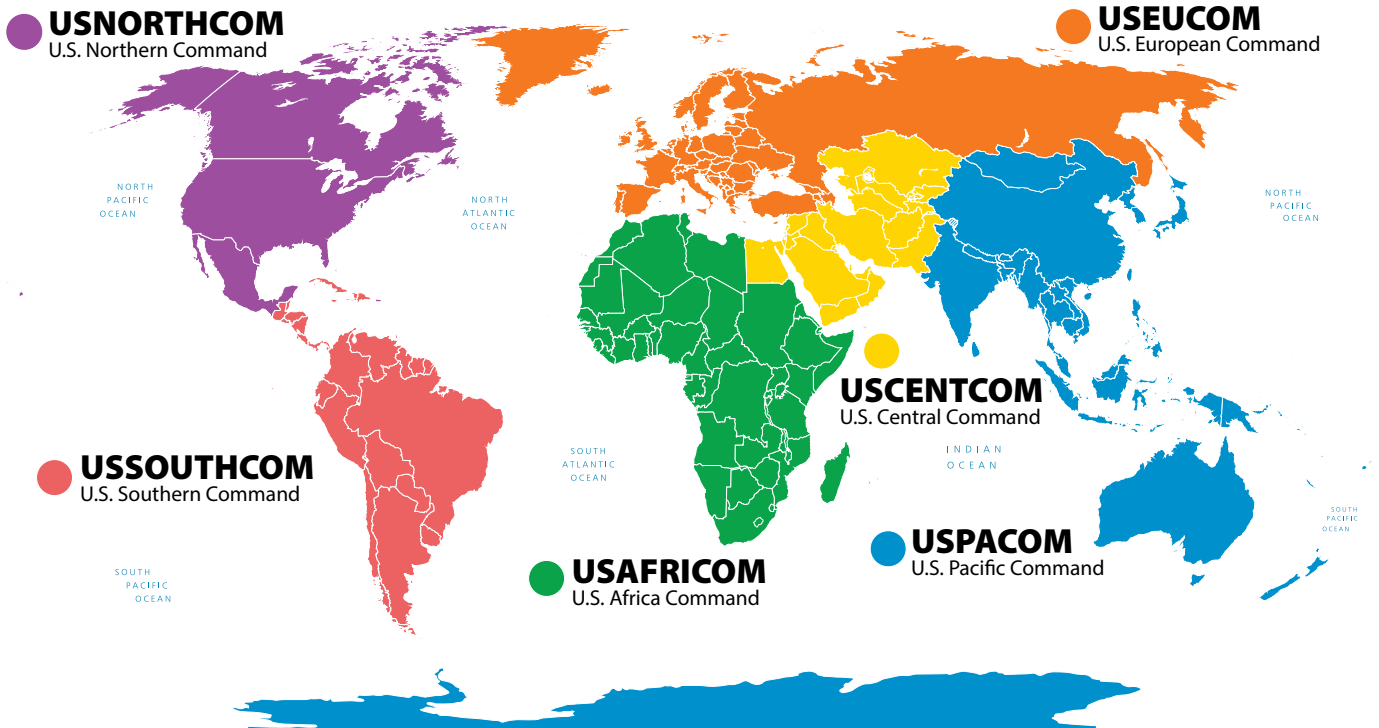 USNORTHCOM
U.S. Northern Command
USEUCOM
U.S. European Command
NORTH
PACIFIC
OCEAN
NORTH
ATLANTIC
OCEAN
NORTH
PACIFIC
OCEAN
USCENTCOM
U.S. Central Command
USSOUTHCOM
U.S. Southern Command
SOUTH
ATLANTIC
OCEAN
INDIAN
OCEAN
SOUTH
PACIFIC
OCEAN
USPACOM
U.S. Pacific Command
USAFRICOM
U.S. Africa Command
SOUTH
PACIFIC
OCEAN